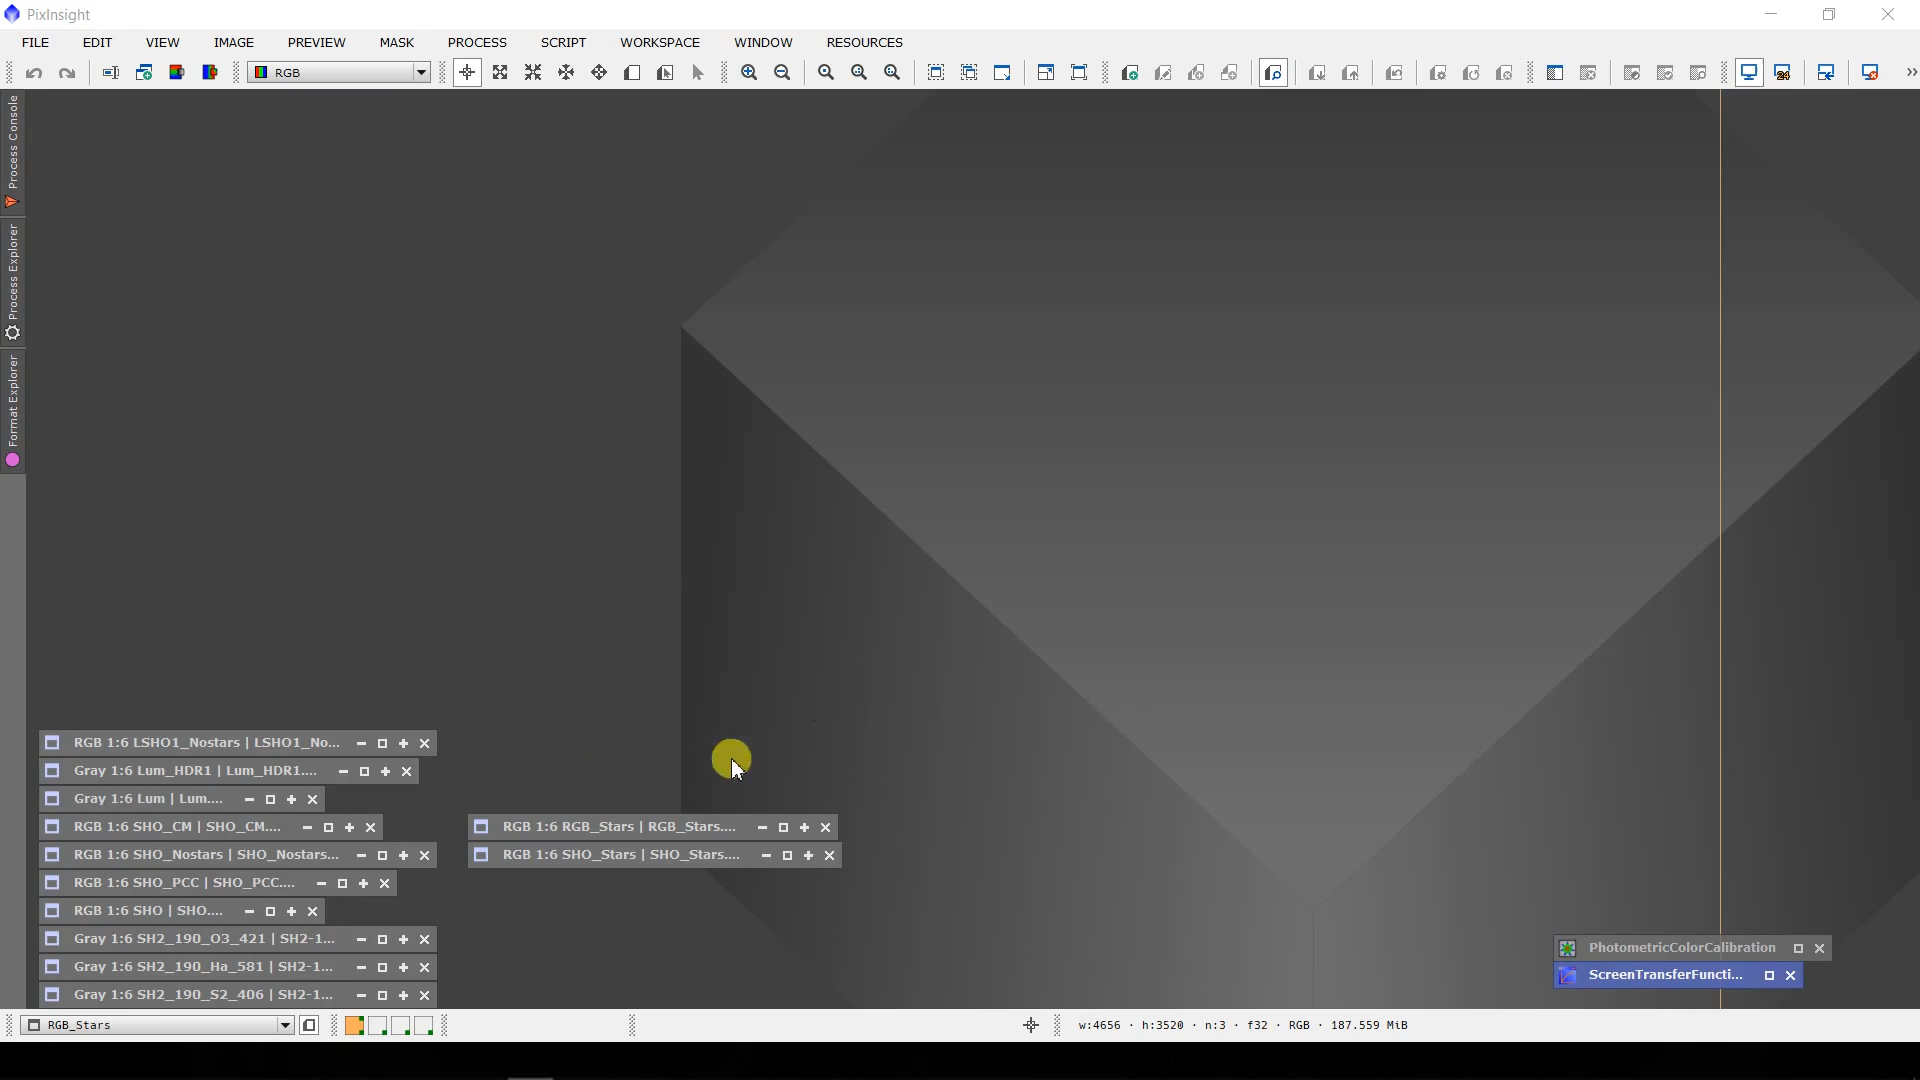 PixInsight
FILE EDIT VIEW IMAGE PREVIEW MASK PROCESS SCRIPT WORKSPACE WINDOW RESOURCES
RGB
24
Process Console
Process Explorer
Format Explorer
RGB 1:6 LSHO1_Nostars | LSHO1_No...
Gray 1:6 Lum_HDR1 | Lum_HDR1....
Gray 1:6 Lum | Lum....
RGB 1:6 SHO_CM | SHO_CM....
RGB 1:6 SHO_Nostars | SHO_Nostars...
RGB 1:6 SHO_PCC | SHO_PCC....
RGB 1:6 SHO | SHO....
Gray 1:6 SH2_190_O3_421 | SH2-1...
Gray 1:6 SH2_190_Ha_581 | SH2-1...
Gray 1:6 SH2_190_S2_406 | SH2-1...
RGB 1:6 RGB_Stars | RGB_Stars....
RGB 1:6 SHO_Stars | SHO_Stars....
PhotometricColorCalibration
ScreenTransferFuncti...
RGB_Stars
w:4656 · h:3520 · n:3 · f32 · RGB · 187.559 MiB